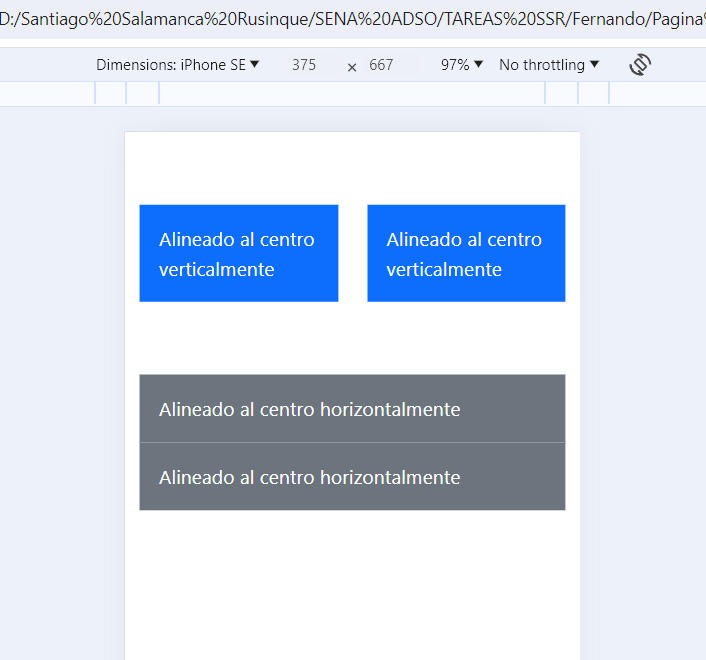 D:/Santiago%20Salamanca%20Rusinque/SENA%20ADSO/TAREAS%20SSR/Fernando/Pagina%
Dimensions: iPhone SE ▼ 375 × 667 97% ▼ No throttling ▼
Alineado al centro
verticalmente
Alineado al centro
verticalmente
Alineado al centro horizontalmente
Alineado al centro horizontalmente